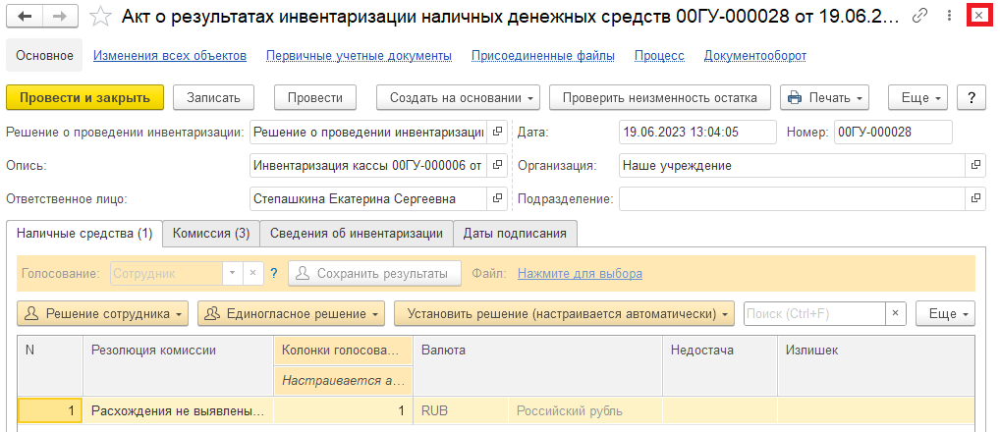 Акт о результатах инвентаризации наличных денежных средств 00ГУ-000028 от 19.06.2...
Основное Изменения всех объектов Первичные учетные документы Присоединенные файлы Процесс Документооборот
Провести и закрыть Записать Провести Создать на основании Проверить неизменность остатка Печать Еще ?
Решение о проведении инвентаризации: Решение о проведении инвентаризаци Дата: 19.06.2023 13:04:05 Номер: 00ГУ-000028
Опись: Инвентаризация кассы 00ГУ-000006 от Организация: Наше учреждение
Ответственное лицо: Степашкина Екатерина Сергеевна Подразделение:
Наличные средства (1) Комиссия (3) Сведения об инвентаризации Даты подписания
Голосование: Сотрудник ? Сохранить результаты Файл: Нажмите для выбора
Решение сотрудника Единогласное решение Установить решение (настраивается автоматически) Поиск (Ctrl+F) × Еще
N Резолюция комиссии Колонки голосова... Валюта Недостача Излишек
Настраивается а...
1 Расхождения не выявлены... 1 RUB Российский рубль